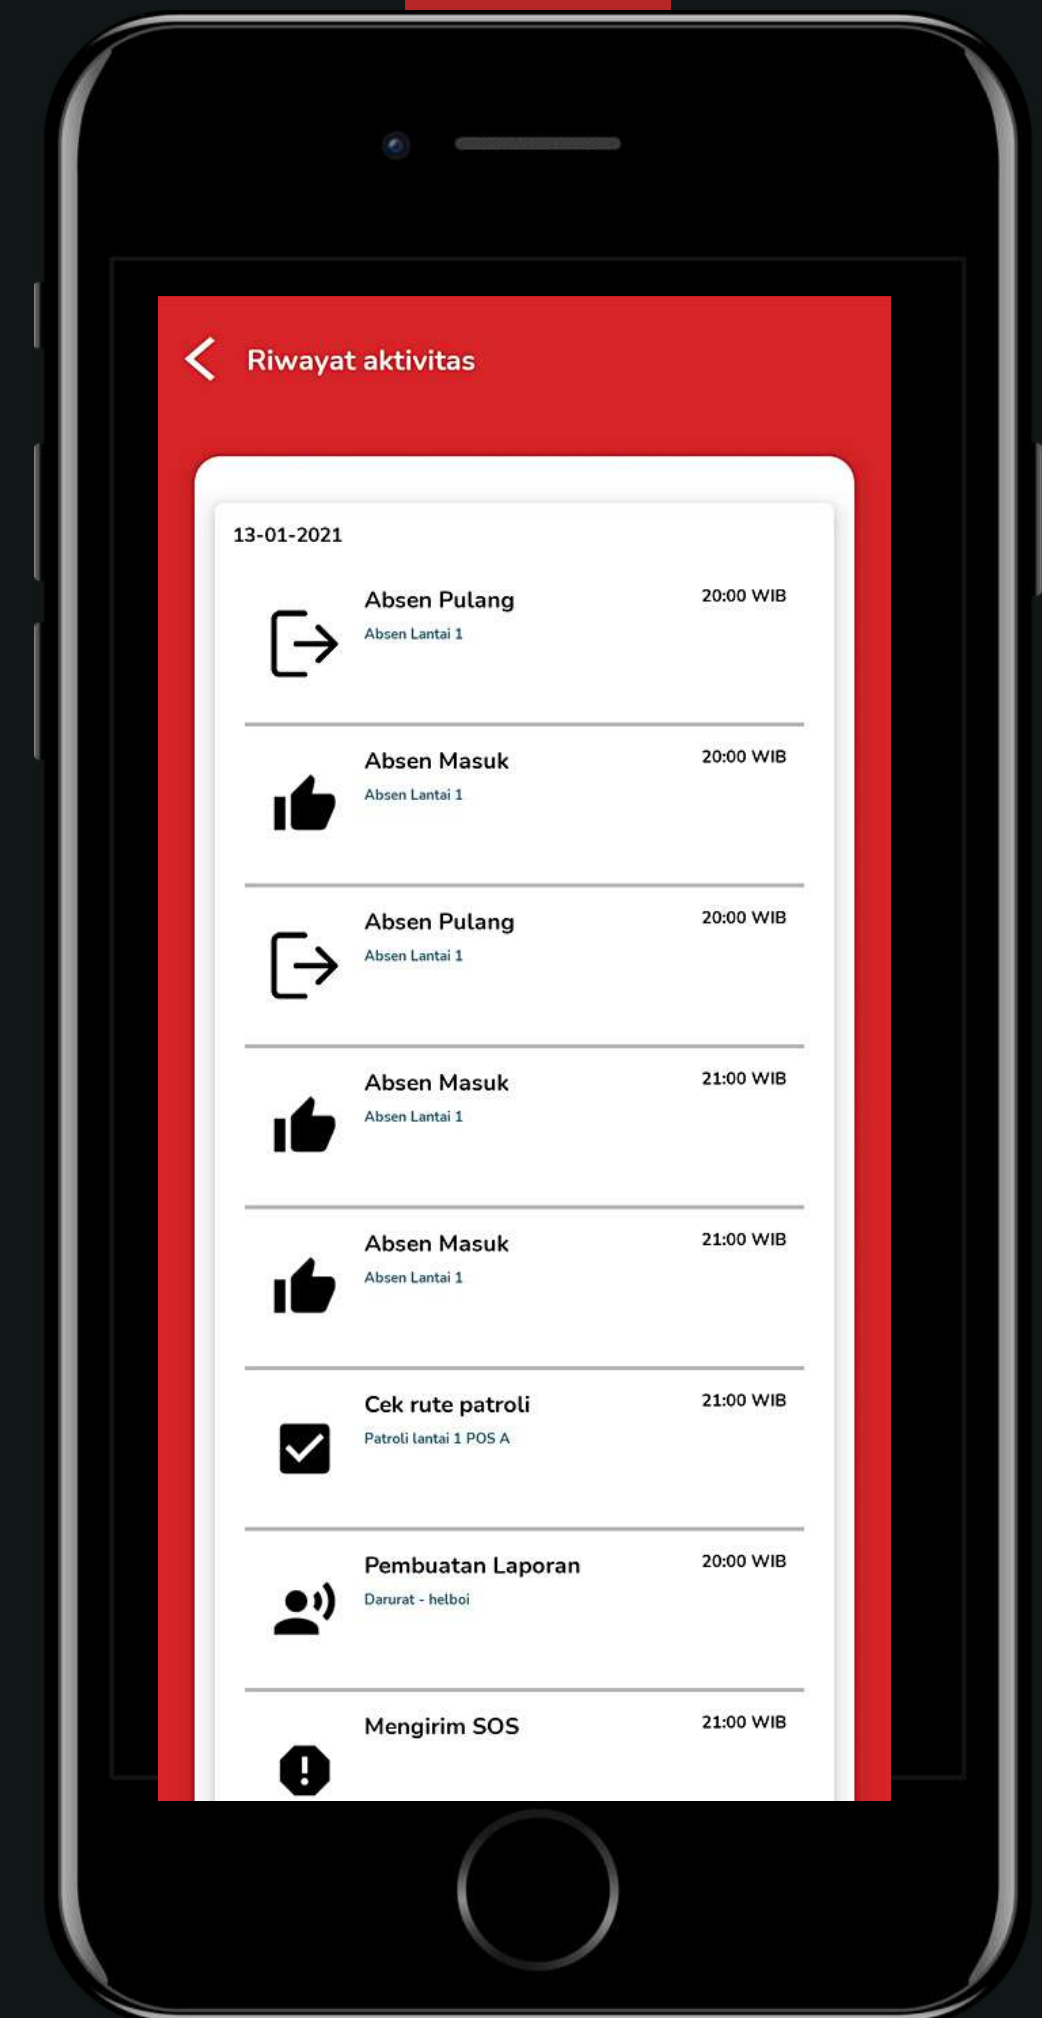 Riwayat aktivitas
13-01-2021
Absen Pulang 20:00 WIB
Absen Lantai 1
Absen Masuk 20:00 WIB
Absen Lantai 1
Absen Pulang 20:00 WIB
Absen Lantai 1
Absen Masuk 21:00 WIB
Absen Lantai 1
Absen Masuk 21:00 WIB
Absen Lantai 1
Cek rute patroli 21:00 WIB
Patroli lantai 1 POS A
Pembuatan Laporan 20:00 WIB
Darurat - helboi
Mengirim SOS 21:00 WIB